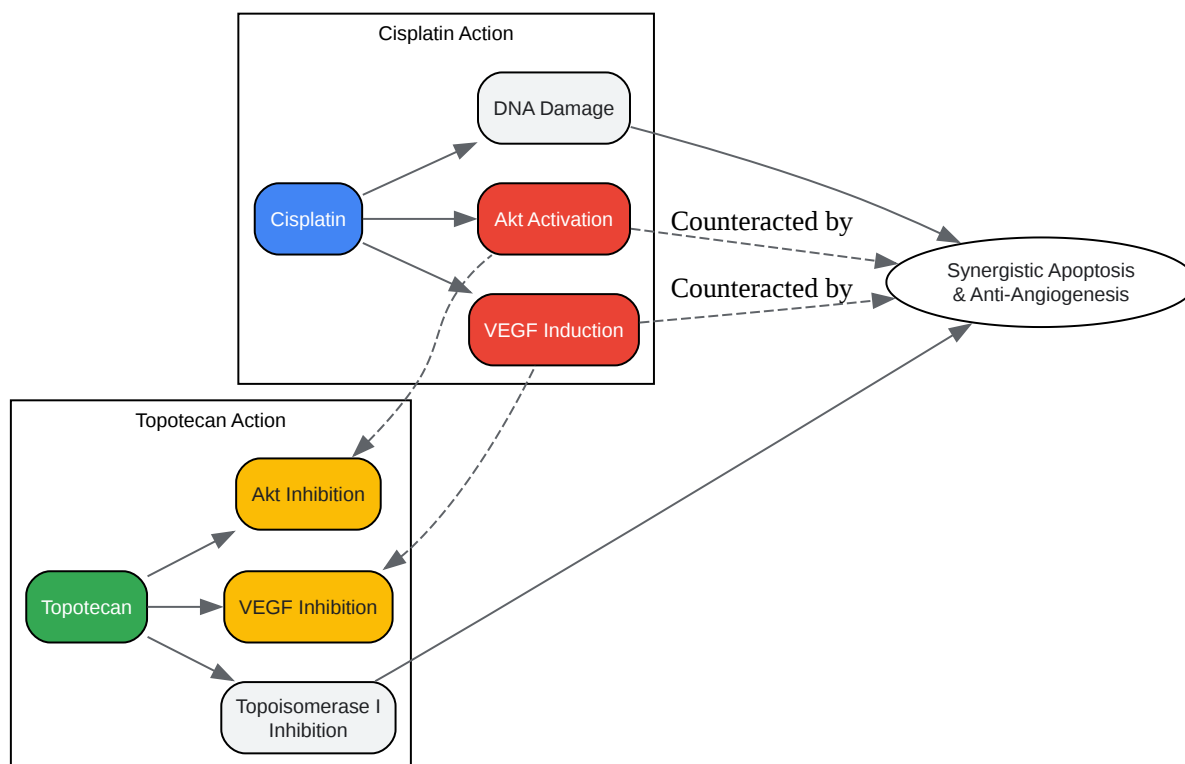 Cisplatin Action
DNA Damage
Cisplatin
Akt Activation
VEGF Induction
Counteracted by
Counteracted by
Synergistic Apoptosis
& Anti-Angiogenesis
Topotecan Action
Akt Inhibition
Topotecan
VEGF Inhibition
Topoisomerase I
Inhibition